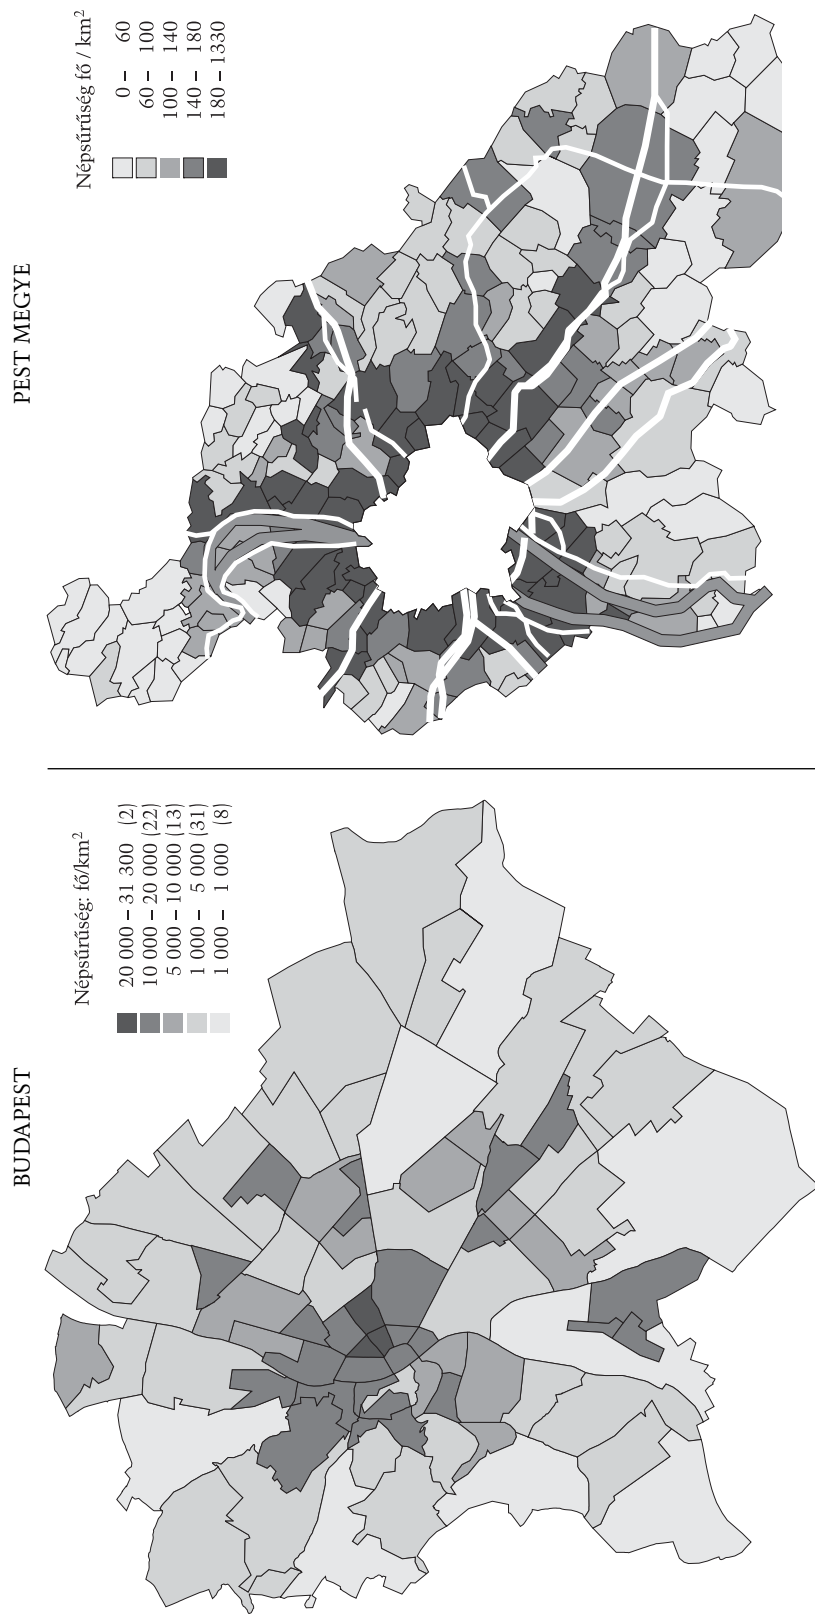 BUDAPEST
Népsűrűség: fő/km²
20 000 – 31 300 (2)
10 000 – 20 000 (22)
5 000 – 10 000 (13)
1 000 – 5 000 (31)
1 000 – 1 000 (8)
PEST MEGYE
Népsűrűség fő / km²
0 – 60
60 – 100
100 – 140
140 – 180
180 – 1330